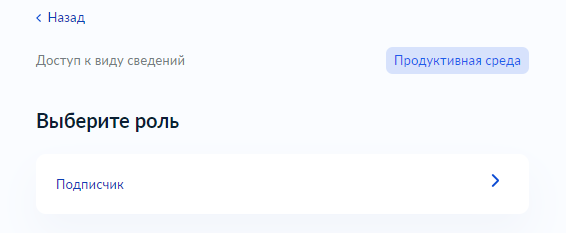 Назад
Доступ к виду сведений
Продуктивная среда
Выберите роль
Подписчик